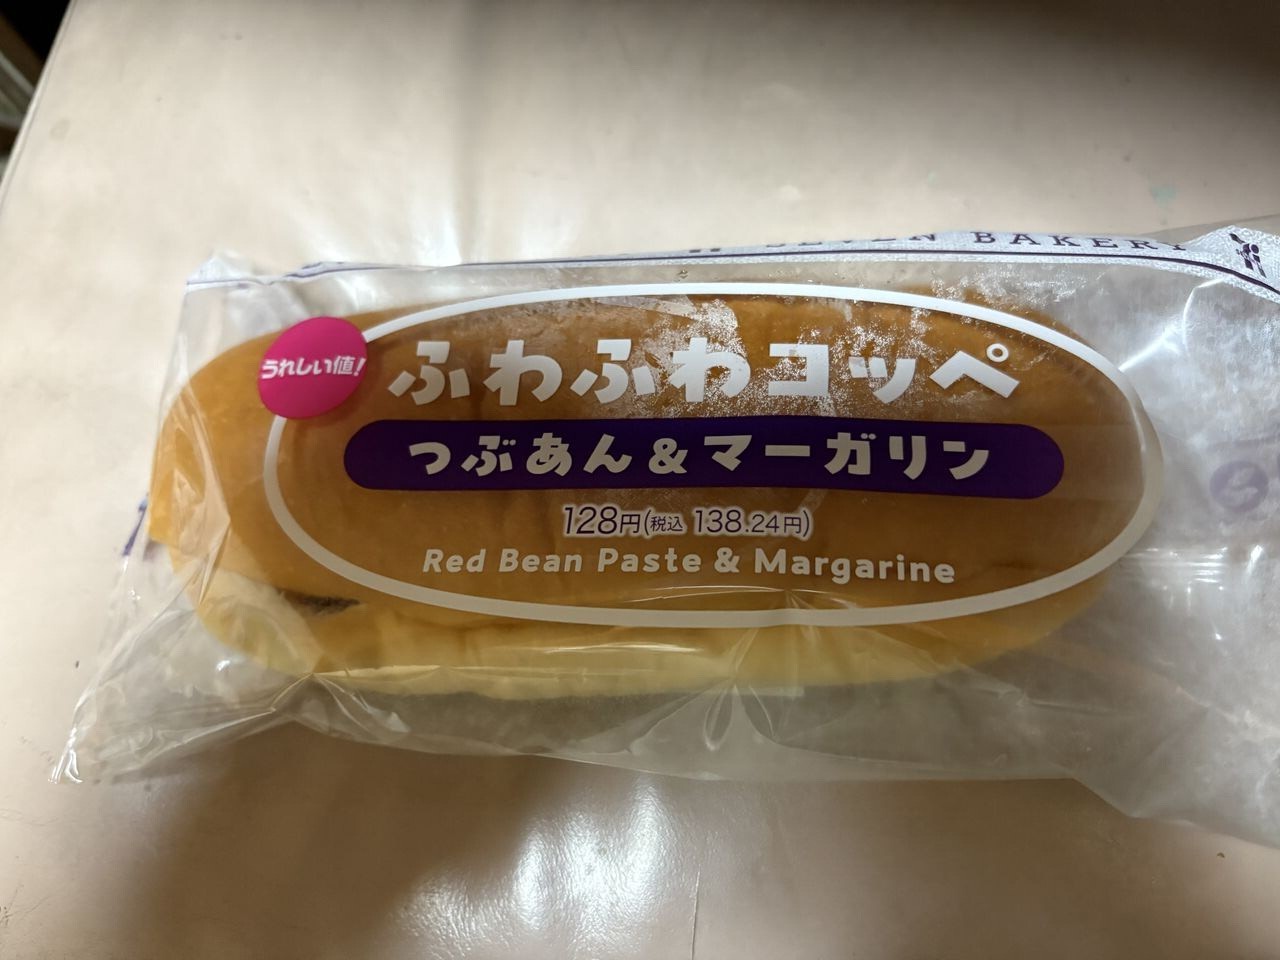 SEVEN BAKERY
うれしい値!
ふわふわコッペ
つぶあん&マーガリン
128円(税込 138.24円)
Red Bean Paste & Margarine